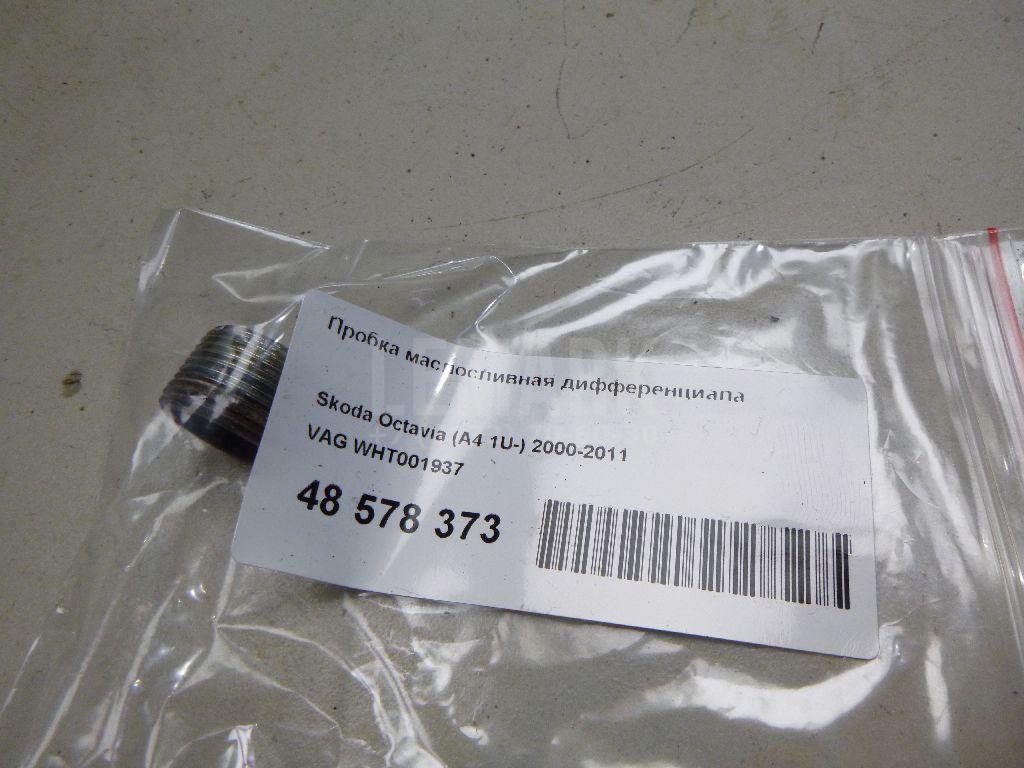 Пробка маслосливная дифференциала
Skoda Octavia (A4 1U-) 2000-2011
VAG WHT001937
48 578 373